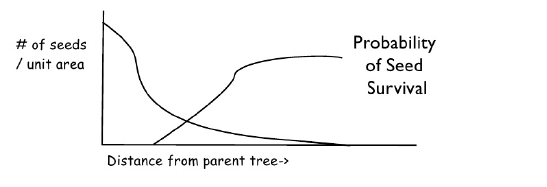 # of seeds
/ unit area
Probability
of Seed
Survival
Distance from parent tree->